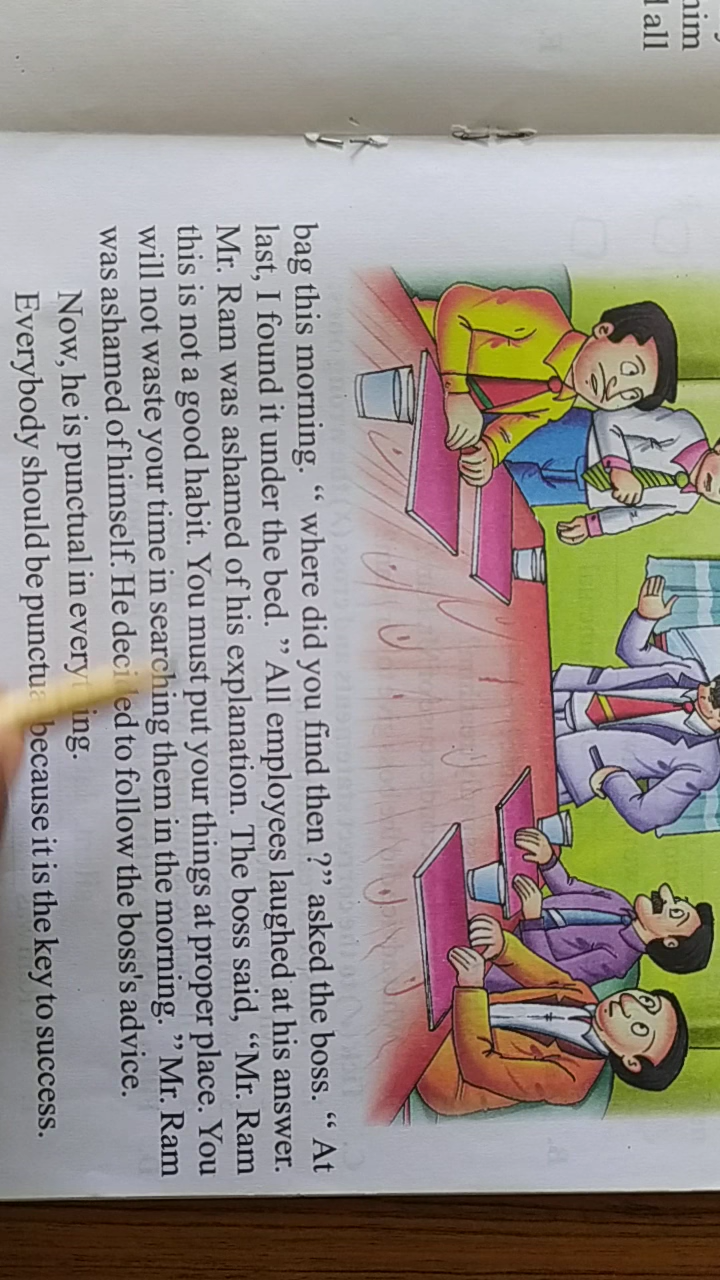 him
all
bag this morning. “ where did you find then ?” asked the boss. “ At
last, I found it under the bed. ” All employees laughed at his answer.
Mr. Ram was ashamed of his explanation. The boss said, “Mr. Ram
this is not a good habit. You must put your things at proper place. You
will not waste your time in searching them in the morning. ”Mr. Ram
was ashamed of himself. He decided to follow the boss's advice.
Now, he is punctual in everything.
Everybody should be punctual because it is the key to success.